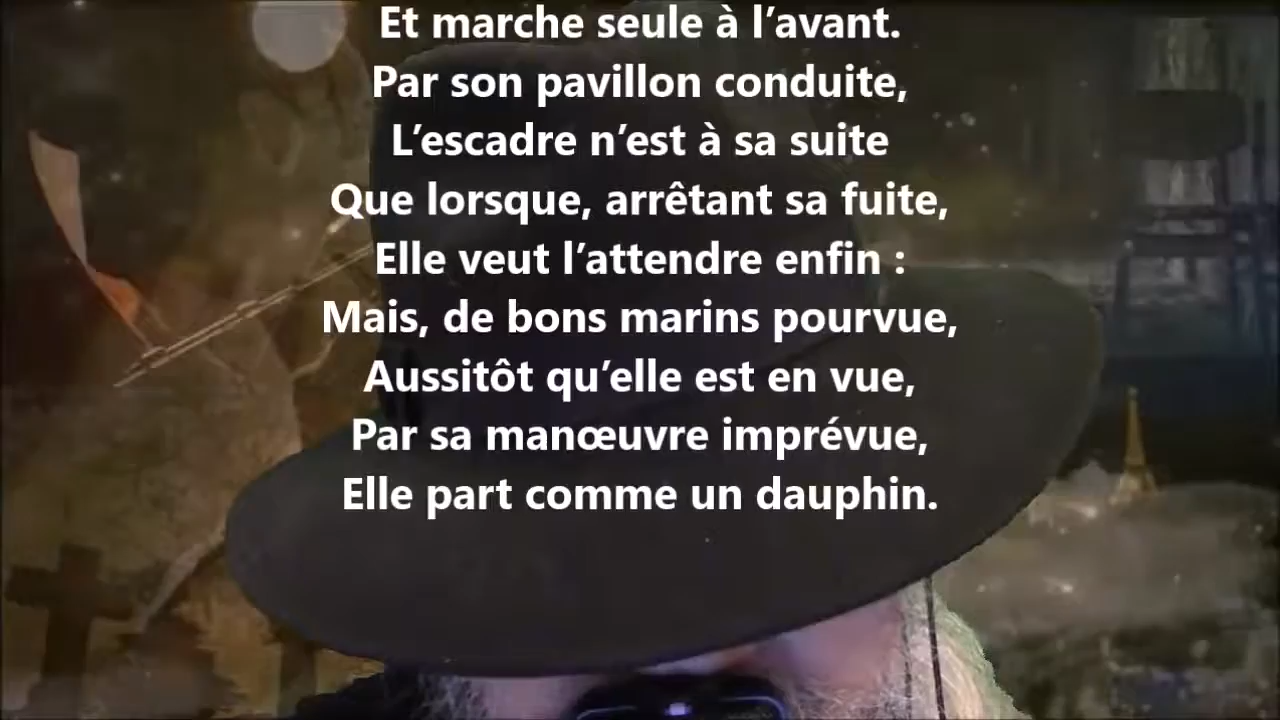 Et marche seule à l’avant.
Par son pavillon conduite,
L’escadre n’est à sa suite
Que lorsque, arrêtant sa fuite,
Elle veut l’attendre enfin :
Mais, de bons marins pourvue,
Aussitôt qu’elle est en vue,
Par sa manœuvre imprévue,
Elle part comme un dauphin.